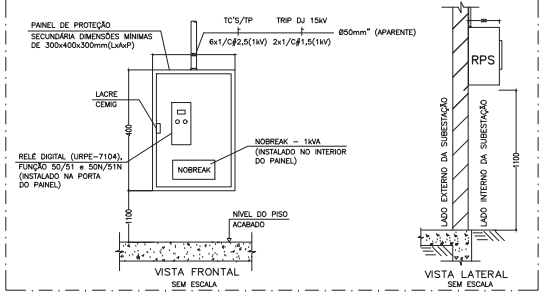 PAINEL DE PROTEÇÃO
SECUNDÁRIA DIMENSÕES MÍNIMAS
DE 300x400x300mm(LxAxP)
TC'S/TP TRIP DJ 15kV
6x1/C#2,5(1kV) 2x1/C#1,5(1kV)
Ø50mm" (APARENTE)
LACRE
CEMIG
400
RELÉ DIGITAL (URPE-7104),
FUNÇÃO 50/51 e 50N/51N
(INSTALADO NA PORTA
DO PAINEL)
NOBREAK
NOBREAK - 1kVA
(INSTALADO NO INTERIOR
DO PAINEL)
1100
NÍVEL DO PISO
ACABADO
VISTA FRONTAL
SEM ESCALA
RPS
LADO EXTERNO DA SUBESTAÇÃO
LADO INTERNO DA SUBESTAÇÃO
1100
VISTA LATERAL
SEM ESCALA